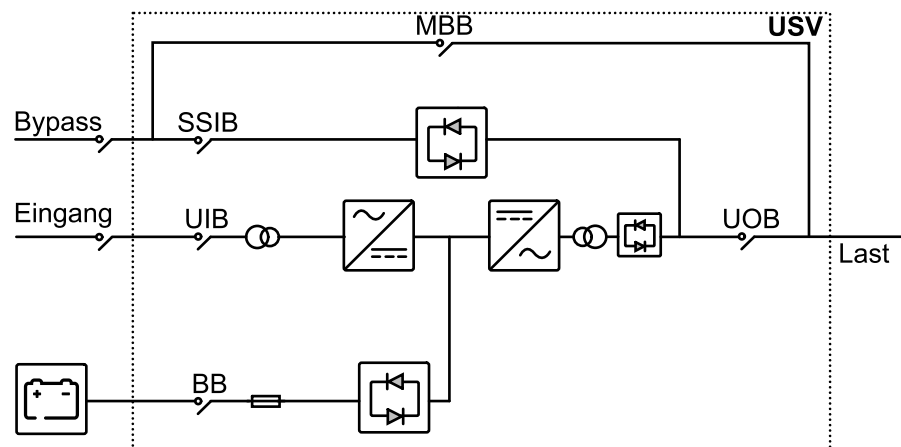 MBB
USV
Bypass
SSIB
Eingang
UIB
UOB
Last
BB